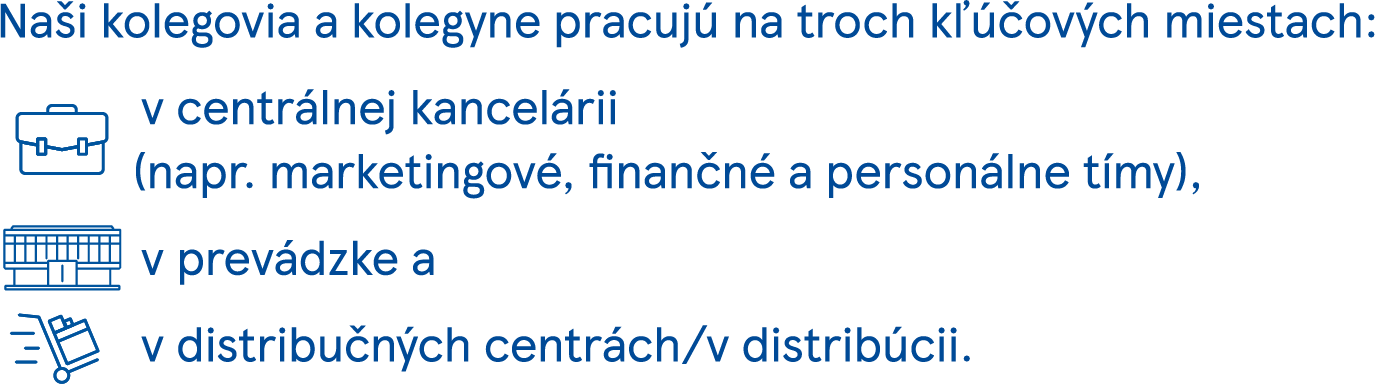 Naši kolegovia a kolegyne pracujú na troch kľúčových miestach:
v centrálnej kancelárii
(napr. marketingové, finančné a personálne tímy),
v prevádzke a
v distribučných centrách/v distribúcii.